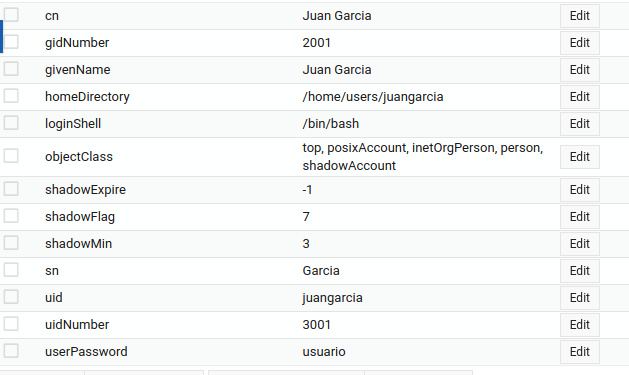 cn Juan Garcia Edit
gidNumber 2001 Edit
givenName Juan Garcia Edit
homeDirectory /home/users/juangarcia Edit
loginShell /bin/bash Edit
objectClass top, posixAccount, inetOrgPerson, person, shadowAccount Edit
shadowExpire -1 Edit
shadowFlag 7 Edit
shadowMin 3 Edit
sn Garcia Edit
uid juangarcia Edit
uidNumber 3001 Edit
userPassword usuario Edit